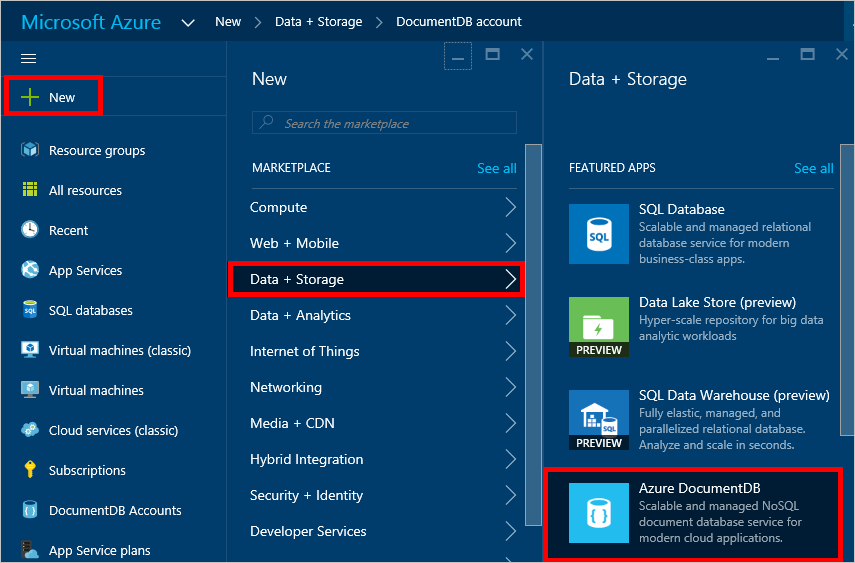 Microsoft Azure New Data + Storage DocumentDB account
New
Resource groups
All resources
Recent
App Services
SQL
SQL databases
Virtual machines (classic)
Virtual machines
Cloud services (classic)
Subscriptions
DocumentDB Accounts
App Service plans
New
Search the marketplace
MARKETPLACE See all
Compute
Web + Mobile
Data + Storage
Data + Analytics
Internet of Things
Networking
Media + CDN
Hybrid Integration
Security + Identity
Developer Services
Data + Storage
FEATURED APPS See all
SQL
SQL Database
Scalable and managed relational
database service for modern
business-class apps.
PREVIEW
Data Lake Store (preview)
Hyper-scale repository for big data
analytic workloads
SQL
PREVIEW
SQL Data Warehouse (preview)
Fully elastic, managed, and
parallelized relational database.
Analyze and scale in seconds.
{ }
Azure DocumentDB
Scalable and managed NoSQL
document database service for
modern cloud applications.